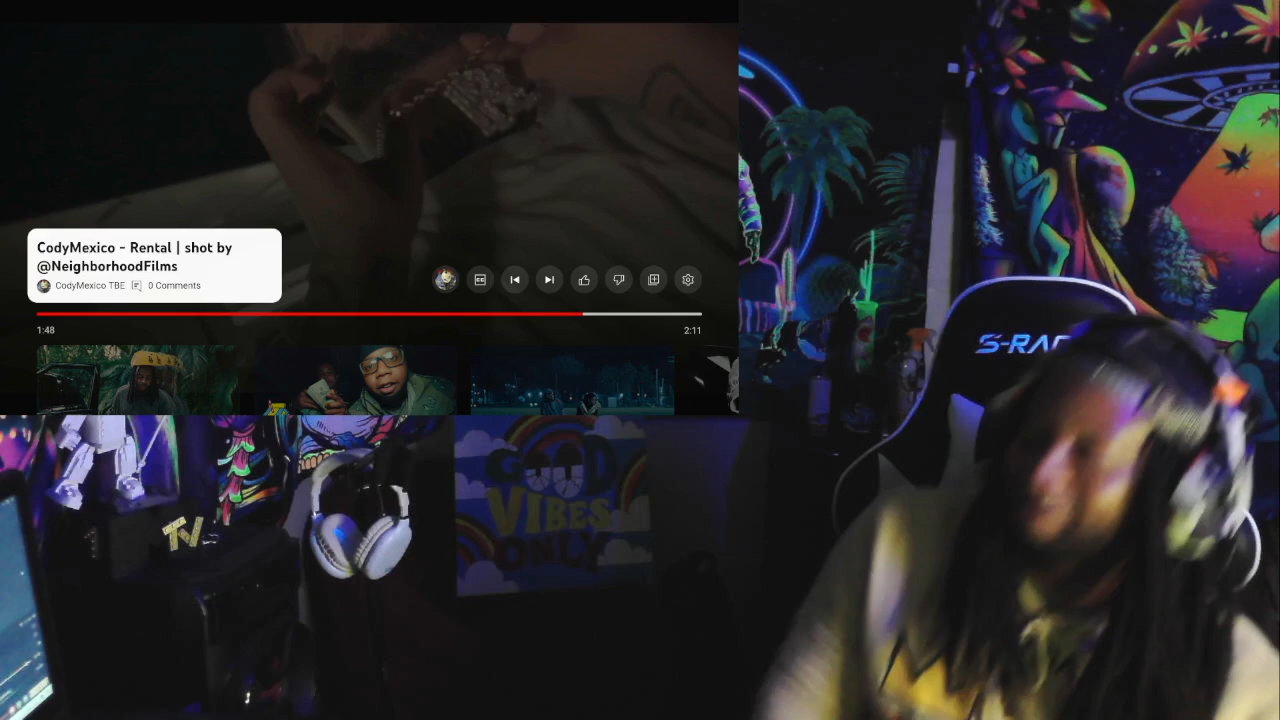 CodyMexico - Rental | shot by
@NeighborhoodFilms
CodyMexico TBE
0 Comments
1:48
2:11
S-RAC
TV
GOOD
VIBES
ONLY